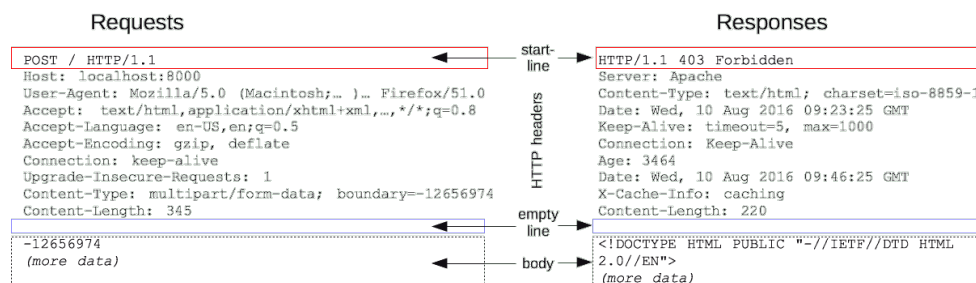 Requests
POST / HTTP/1.1
Host: localhost:8000
User-Agent: Mozilla/5.0 (Macintosh;… )… Firefox/51.0
Accept: text/html,application/xhtml+xml,…,*/*;q=0.8
Accept-Language: en-US,en;q=0.5
Accept-Encoding: gzip, deflate
Connection: keep-alive
Upgrade-Insecure-Requests: 1
Content-Type: multipart/form-data; boundary=-12656974
Content-Length: 345
-12656974
(more data)
start-
line
HTTP headers
empty
line
body
Responses
HTTP/1.1 403 Forbidden
Server: Apache
Content-Type: text/html; charset=iso-8859-1
Date: Wed, 10 Aug 2016 09:23:25 GMT
Keep-Alive: timeout=5, max=1000
Connection: Keep-Alive
Age: 3464
Date: Wed, 10 Aug 2016 09:46:25 GMT
X-Cache-Info: caching
Content-Length: 220
<!DOCTYPE HTML PUBLIC "-//IETF//DTD HTML
2.0//EN">
(more data)